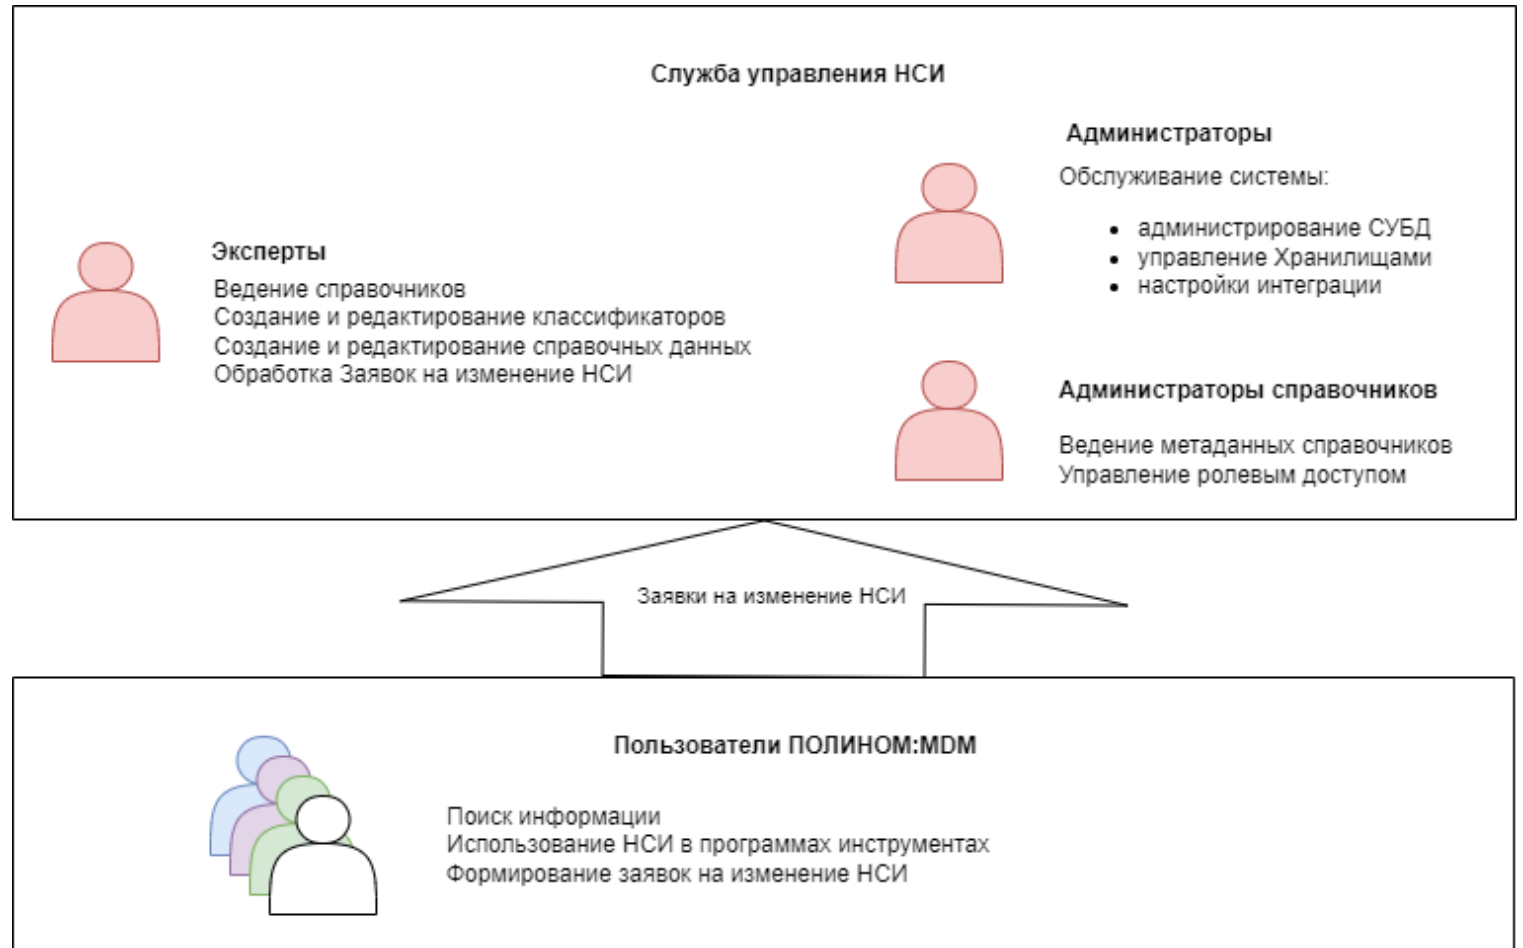 Служба управления НСИ
Эксперты
Ведение справочников
Создание и редактирование классификаторов
Создание и редактирование справочных данных
Обработка Заявок на изменение НСИ
Администраторы
Обслуживание системы:
администрирование СУБД
управление Хранилищами
настройки интеграции
Администраторы справочников
Ведение метаданных справочников
Управление ролевым доступом
Заявки на изменение НСИ
Пользователи ПОЛИНОМ:MDM
Поиск информации
Использование НСИ в программах инструментах
Формирование заявок на изменение НСИ